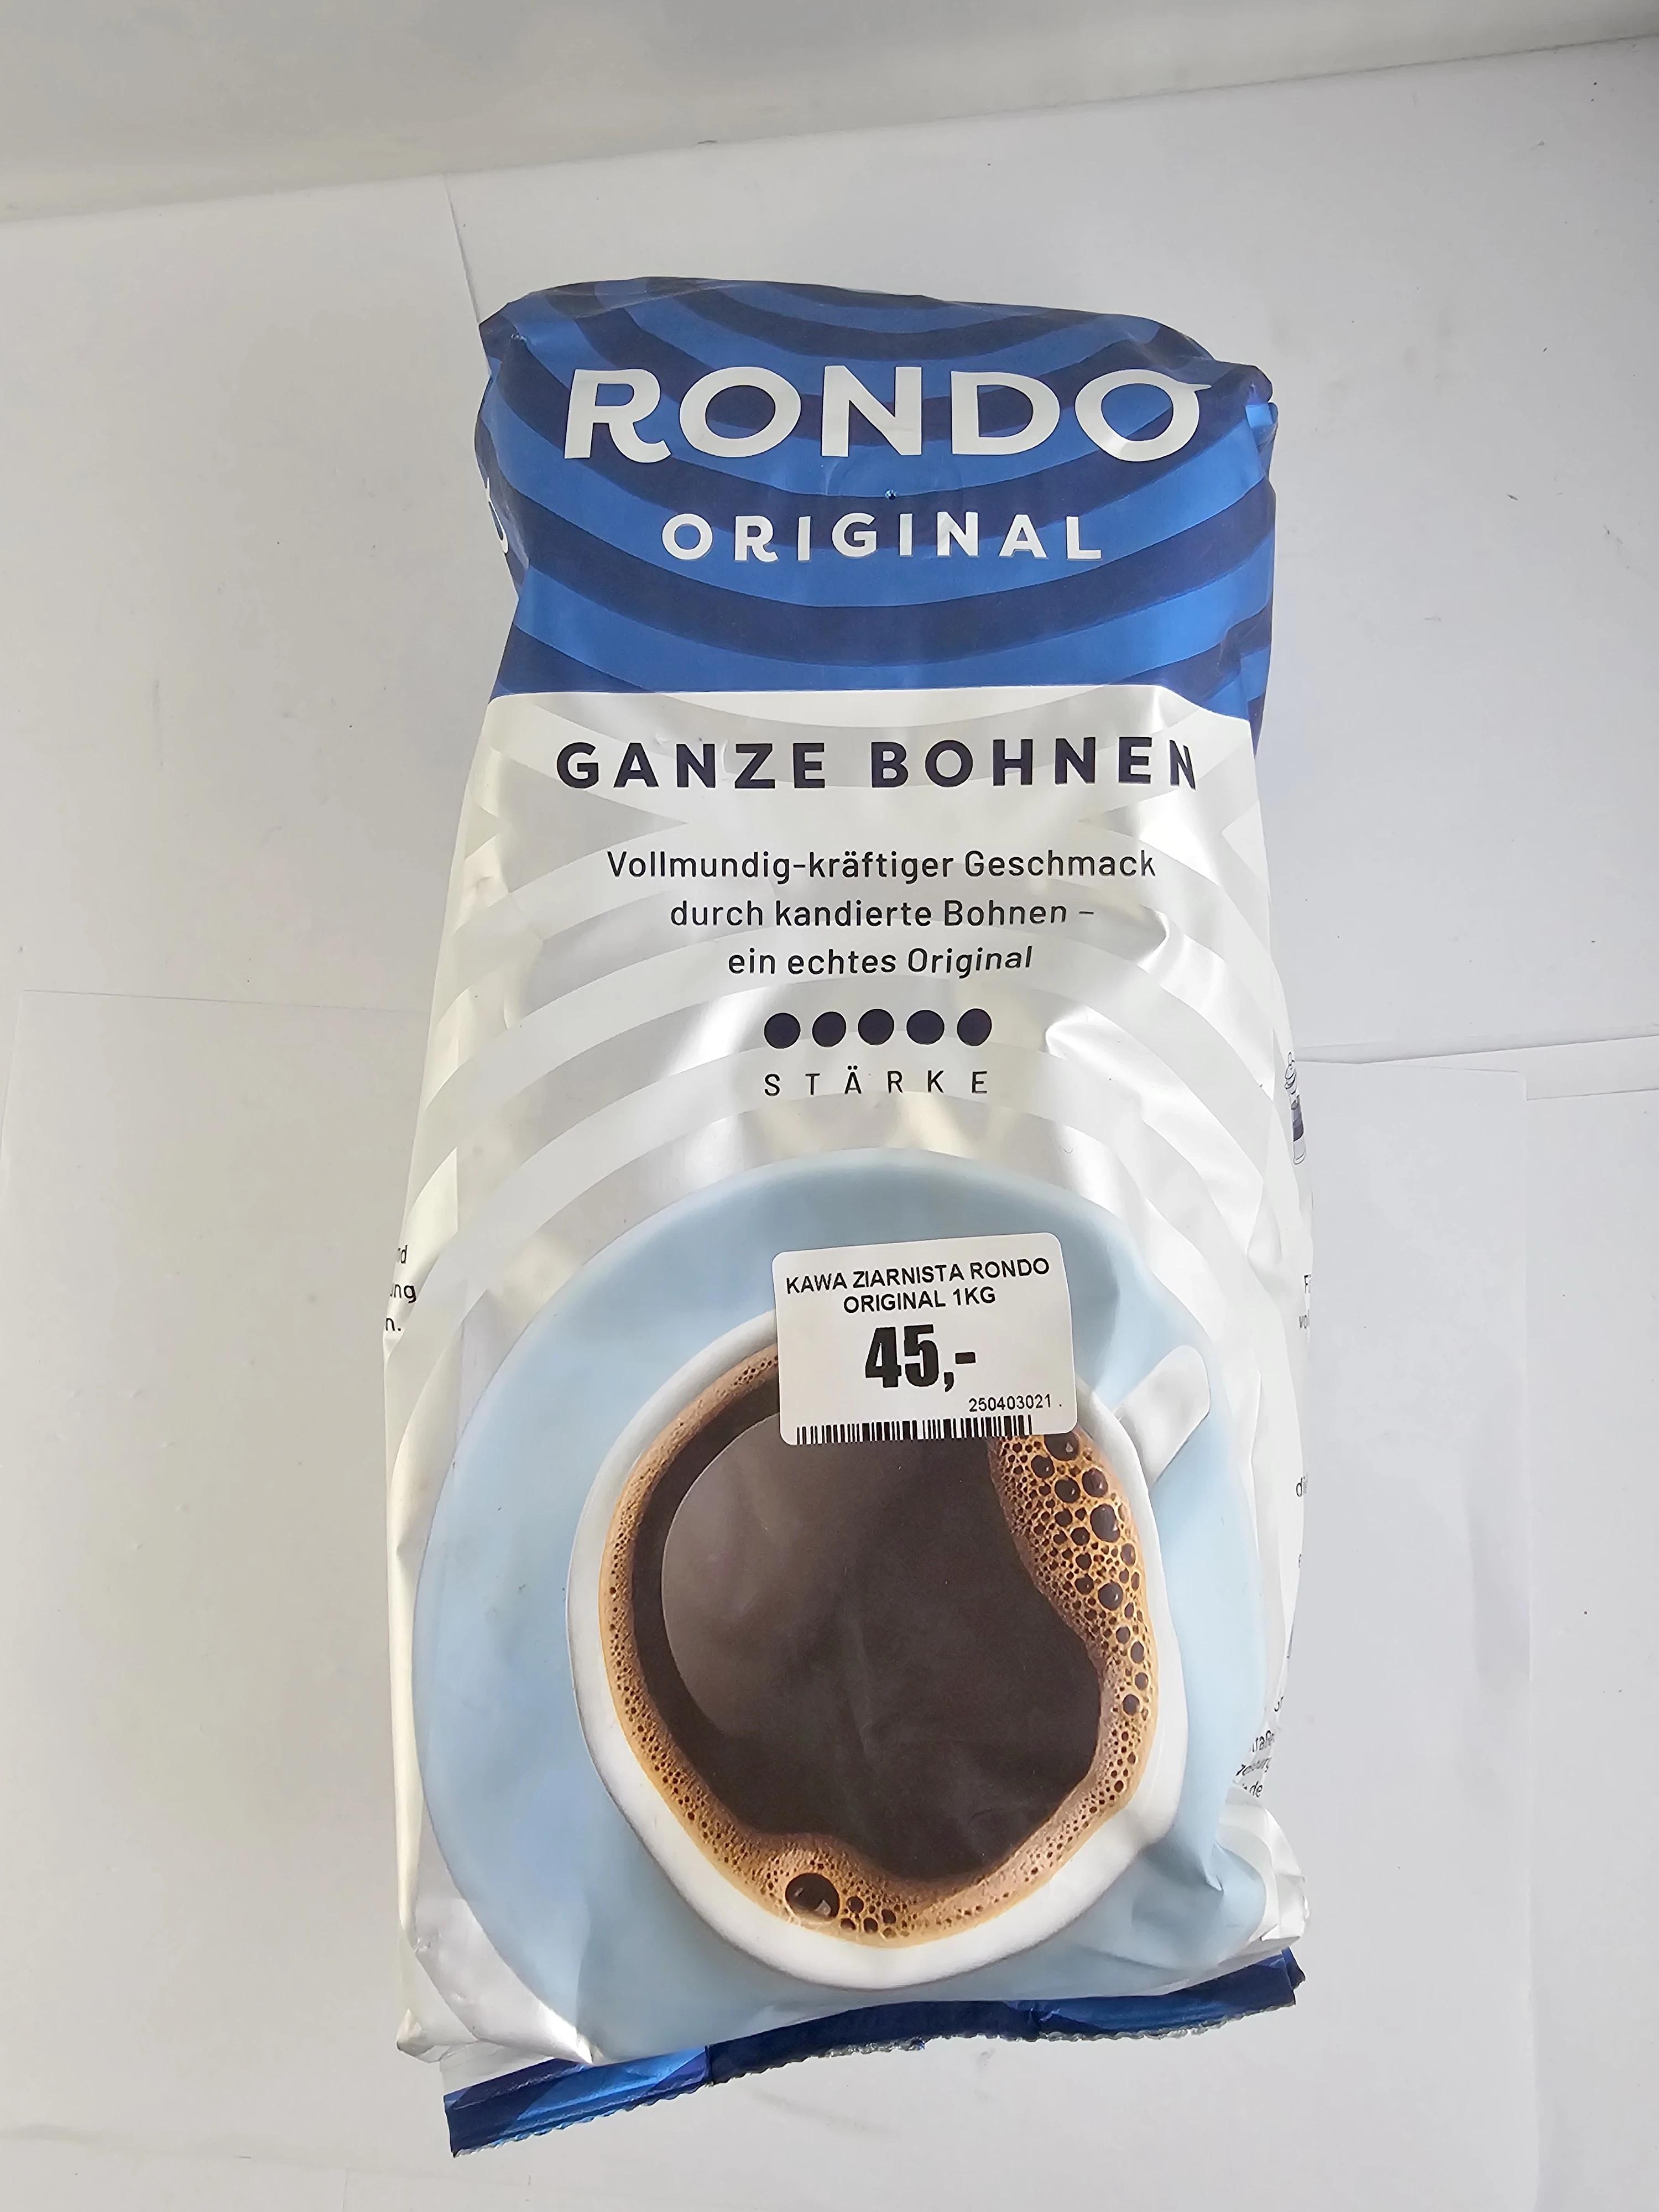 RONDO
ORIGINAL
GANZE BOHNEN
Vollmundig-kräftiger Geschmack
durch kandierte Bohnen –
ein echtes Original
STÄRKE
KAWA ZIARNISTA RONDO
ORIGINAL 1KG
45,-
250403021